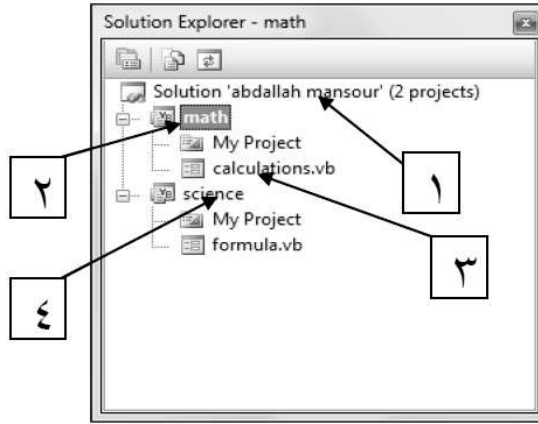 Solution Explorer - math
Solution 'abdallah mansour' (2 projects)
math
My Project
calculations.vb
science
My Project
formula.vb
١
٢
٣
٤